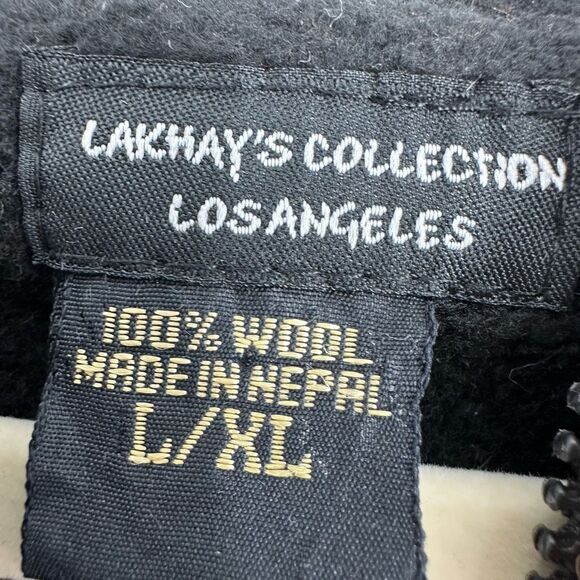 LAKHAY'S COLLECTION
LOS ANGELES
100% WOOL
MADE IN NEPAL
L/XL